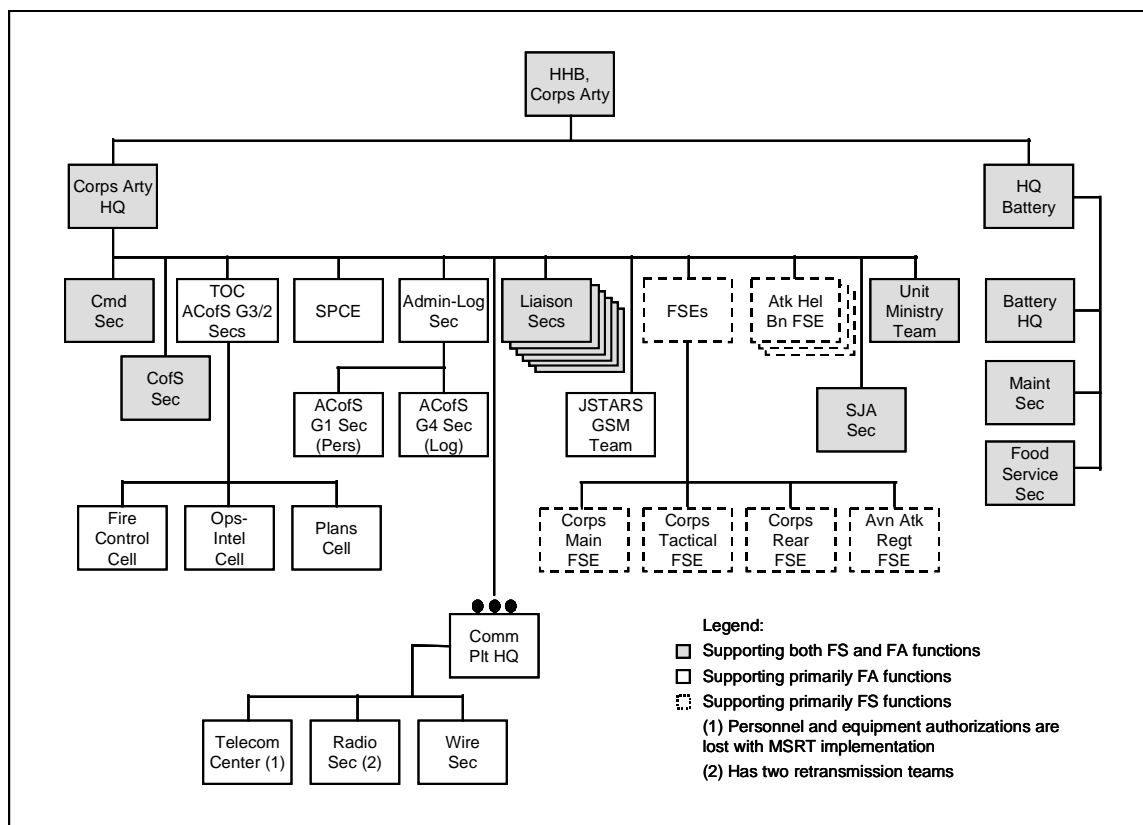 HHB,
Corps Arty
Corps Arty
HQ
HQ
Battery
Cmd
Sec
CofS
Sec
TOC
ACofS G3/2
Secs
SPCE
Admin-Log
Sec
Liaison
Secs
JSTARS
GSM
Team
FSEs
Atk Hel
Bn FSE
SJA
Sec
Unit
Ministry
Team
Battery
HQ
Maint
Sec
Food
Service
Sec
ACofS
G1 Sec
(Pers)
ACofS
G4 Sec
(Log)
Fire
Control
Cell
Ops-
Intel
Cell
Plans
Cell
Corps
Main
FSE
Corps
Tactical
FSE
Corps
Rear
FSE
Avn Atk
Regt
FSE
Comm
Plt HQ
Telecom
Center (1)
Radio
Sec (2)
Wire
Sec
Legend:
Supporting both FS and FA functions
Supporting primarily FA functions
Supporting primarily FS functions
(1) Personnel and equipment authorizations are
lost with MSRT implementation
(2) Has two retransmission teams